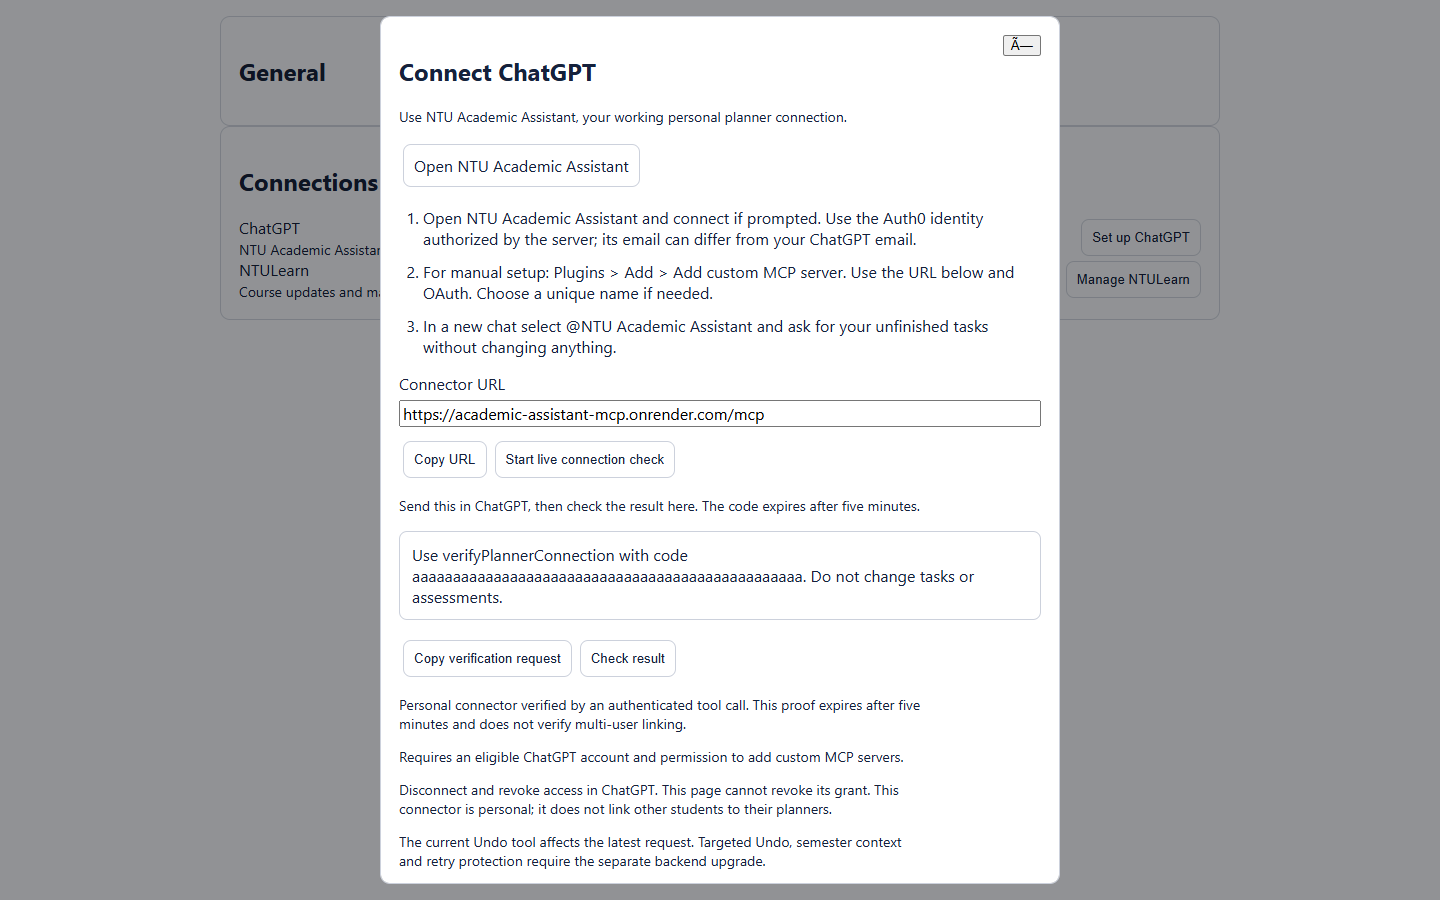 General
Connections
ChatGPT
NTU Academic Assistan
NTULearn
Course updates and ma
Set up ChatGPT
Manage NTULearn
Ã—
Connect ChatGPT
Use NTU Academic Assistant, your working personal planner connection.
Open NTU Academic Assistant
1. Open NTU Academic Assistant and connect if prompted. Use the Auth0 identity
authorized by the server; its email can differ from your ChatGPT email.
2. For manual setup: Plugins > Add > Add custom MCP server. Use the URL below and
OAuth. Choose a unique name if needed.
3. In a new chat select @NTU Academic Assistant and ask for your unfinished tasks
without changing anything.
Connector URL
https://academic-assistant-mcp.onrender.com/mcp
Copy URL
Start live connection check
Send this in ChatGPT, then check the result here. The code expires after five minutes.
Use verifyPlannerConnection with code
aaaaaaaaaaaaaaaaaaaaaaaaaaaaaaaaaaaaaaaaaaaaaaaa. Do not change tasks or
assessments.
Copy verification request
Check result
Personal connector verified by an authenticated tool call. This proof expires after five
minutes and does not verify multi-user linking.
Requires an eligible ChatGPT account and permission to add custom MCP servers.
Disconnect and revoke access in ChatGPT. This page cannot revoke its grant. This
connector is personal; it does not link other students to their planners.
The current Undo tool affects the latest request. Targeted Undo, semester context
and retry protection require the separate backend upgrade.